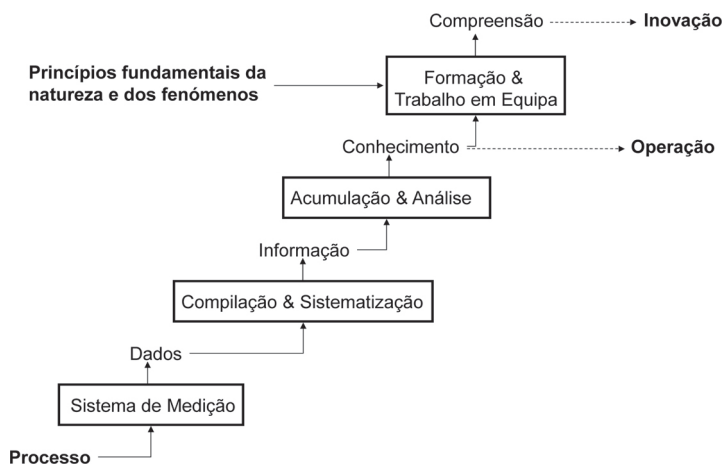 Compreensão
Inovação
Princípios fundamentais da
natureza e dos fenómenos
Formação &
Trabalho em Equipa
Conhecimento
Operação
Acumulação & Análise
Informação
Compilação & Sistematização
Dados
Sistema de Medição
Processo